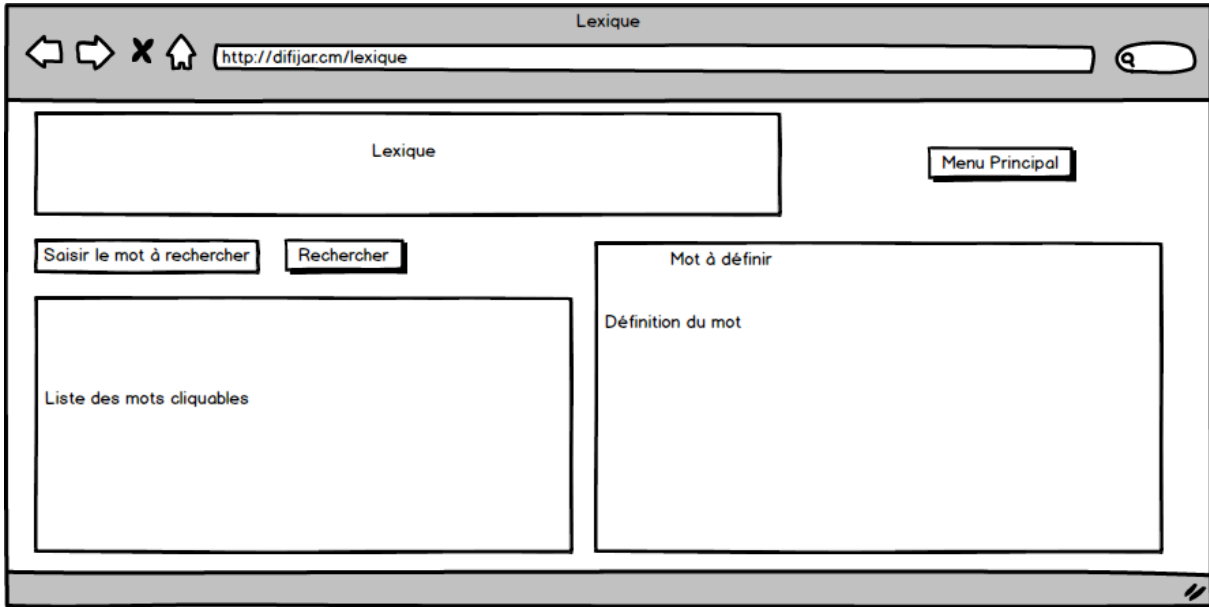 Lexique
http://difijar.cm/lexique
Lexique
Menu Principal
Saisir le mot à rechercher
Rechercher
Mot à définir
Définition du mot
Liste des mots cliquables